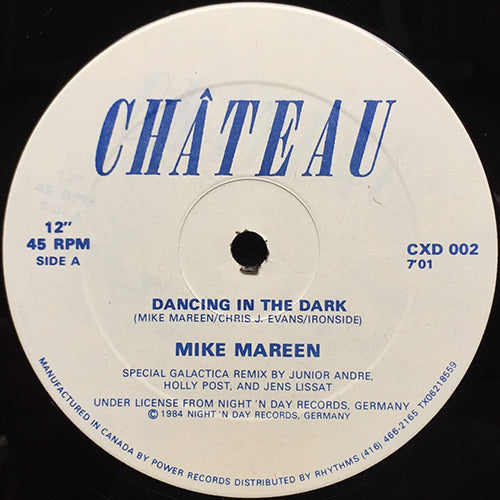 CHÂTEAU
12"
45 RPM
SIDE A
CXD 002
7'01
DANCING IN THE DARK
(MIKE MAREEN/CHRIS J. EVANS/IRONSIDE)
MIKE MAREEN
SPECIAL GALACTICA REMIX BY JUNIOR ANDRE,
HOLLY POST, AND JENS LISSAT
UNDER LICENSE FROM NIGHT 'N DAY RECORDS, GERMANY
© 1984 NIGHT 'N DAY RECORDS, GERMANY
MANUFACTURED IN CANADA BY POWER RECORDS DISTRIBUTED BY RHYTHMS (416) 466-2165 TX06218559